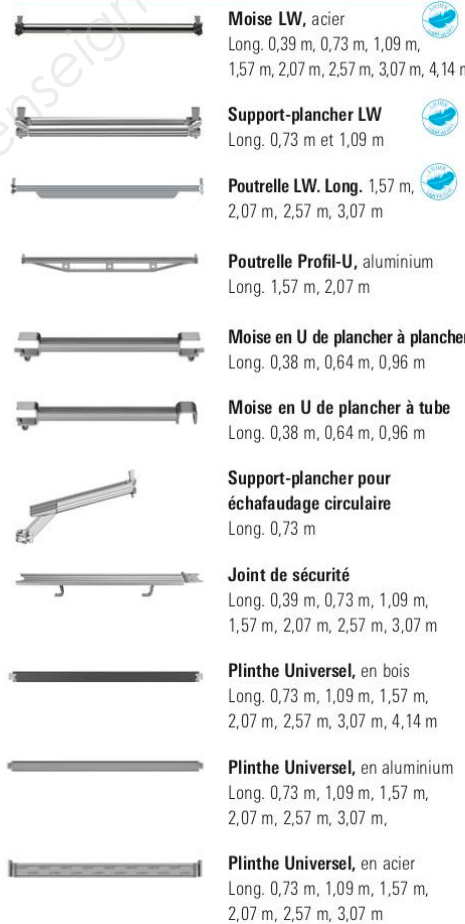 Moise LW, acier
Long. 0,39 m, 0,73 m, 1,09 m,
1,57 m, 2,07 m, 2,57 m, 3,07 m, 4,14 m
Support-plancher LW
Long. 0,73 m et 1,09 m
Poutrelle LW. Long. 1,57 m,
2,07 m, 2,57 m, 3,07 m
Poutrelle Profil-U, aluminium
Long. 1,57 m, 2,07 m
Moise en U de plancher à plancher
Long. 0,38 m, 0,64 m, 0,96 m
Moise en U de plancher à tube
Long. 0,38 m, 0,64 m, 0,96 m
Support-plancher pour
échafaudage circulaire
Long. 0,73 m
Joint de sécurité
Long. 0,39 m, 0,73 m, 1,09 m,
1,57 m, 2,07 m, 2,57 m, 3,07 m
Plinthe Universel, en bois
Long. 0,73 m, 1,09 m, 1,57 m,
2,07 m, 2,57 m, 3,07 m, 4,14 m
Plinthe Universel, en aluminium
Long. 0,73 m, 1,09 m, 1,57 m,
2,07 m, 2,57 m, 3,07 m,
Plinthe Universel, en acier
Long. 0,73 m, 1,09 m, 1,57 m,
2,07 m, 2,57 m, 3,07 m